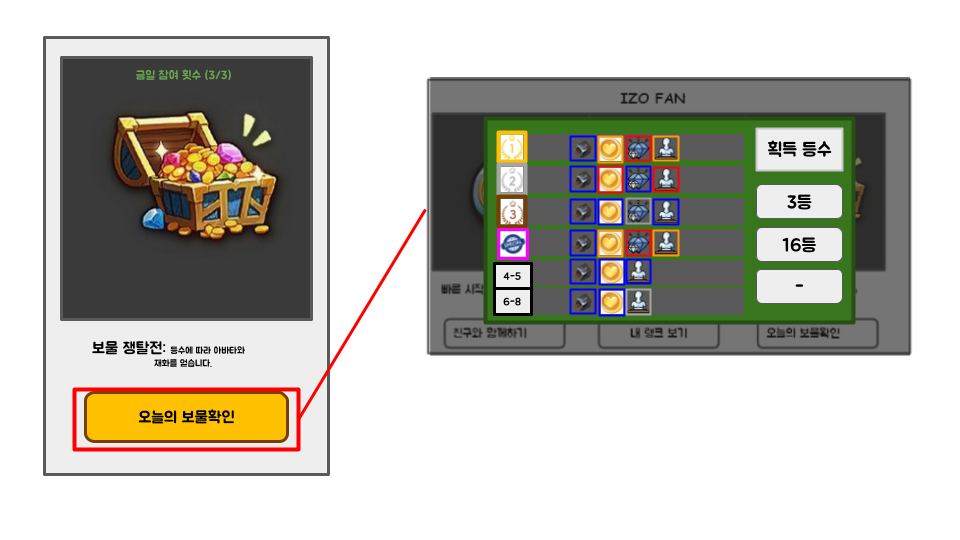 금일 참여 횟수 (3/3)
보물 쟁탈전: 등수에 따라 아바타와
재화를 얻습니다.
오늘의 보물확인
IZO FAN
1
2
3
4-5
6-8
획득 등수
3등
16등
-
빠른 시작
친구와 함께하기
내 랭크 보기
오늘의 보물확인